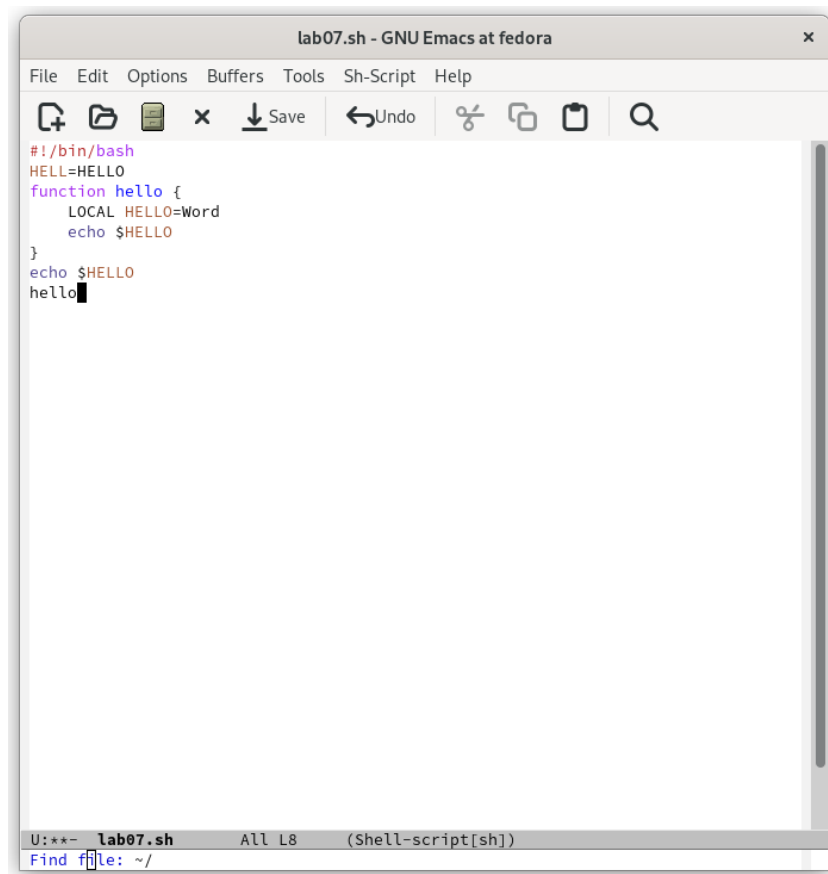 lab07.sh - GNU Emacs at fedora ×
File Edit Options Buffers Tools Sh-Script Help
Save Undo
#!/bin/bash
HELL=HELLO
function hello {
    LOCAL HELLO=Word
    echo $HELLO
}
echo $HELLO
hello
U:**- lab07.sh All L8 (Shell-script[sh])
Find file: ~/